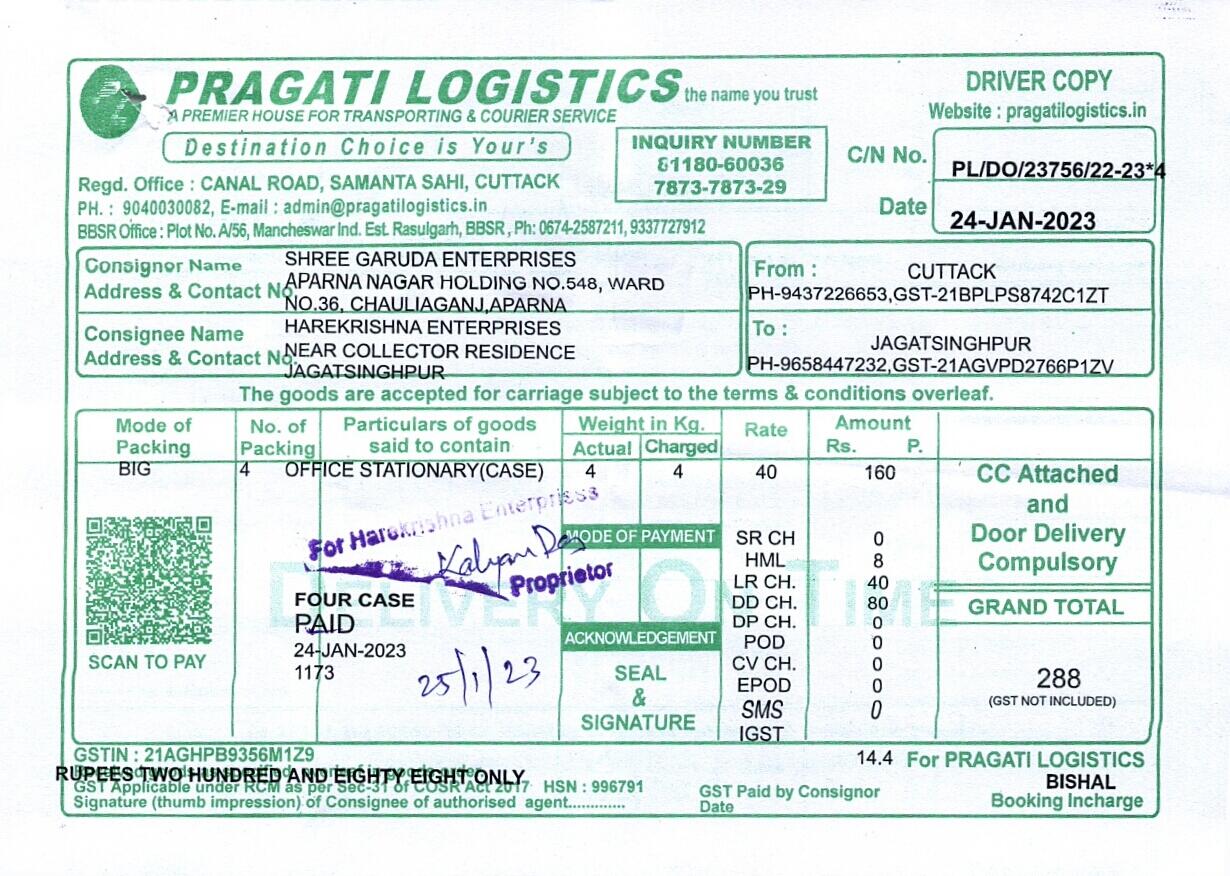 PRAGATI LOGISTICS the name you trust
A PREMIER HOUSE FOR TRANSPORTING & COURIER SERVICE
Destination Choice is Your's
Regd. Office : CANAL ROAD, SAMANTA SAHI, CUTTACK
PH. : 9040030082, E-mail : admin@pragatilogistics.in
BBSR Office : Plot No. A/56, Mancheswar Ind. Est. Rasulgarh, BBSR, Ph: 0674-2587211, 9337727912
INQUIRY NUMBER
81180-60036
7873-7873-29
DRIVER COPY
Website : pragatilogistics.in
C/N No. PL/DO/23756/22-23*4
Date 24-JAN-2023
Consignor Name SHREE GARUDA ENTERPRISES
Address & Contact No. APARNA NAGAR HOLDING NO.548, WARD
NO.36, CHAULIAGANJ,APARNA
From : CUTTACK
PH-9437226653,GST-21BPLPS8742C1ZT
Consignee Name HAREKRISHNA ENTERPRISES
Address & Contact No. NEAR COLLECTOR RESIDENCE
JAGATSINGHPUR
To : JAGATSINGHPUR
PH-9658447232,GST-21AGVPD2766P1ZV
The goods are accepted for carriage subject to the terms & conditions overleaf.
Mode of Packing No. of Packing Particulars of goods said to contain Weight in Kg. Actual Charged Rate Amount Rs. P.
BIG 4 OFFICE STATIONARY(CASE) 4 4 40 160
CC Attached
and
Door Delivery
Compulsory
For Harekrishna Enterprises
Kalyan Das
Proprietor
DELIVERY ON TIME
FOUR CASE
PAID
24-JAN-2023
1173
25/1/23
SCAN TO PAY
MODE OF PAYMENT
ACKNOWLEDGEMENT
SEAL
&
SIGNATURE
SR CH 0
HML 8
LR CH. 40
DD CH. 80
DP CH. 0
POD 0
CV CH. 0
EPOD 0
SMS 0
IGST 14.4
GRAND TOTAL
288
(GST NOT INCLUDED)
GSTIN : 21AGHPB9356M1Z9
RUPEES TWO HUNDRED AND EIGHTY EIGHT ONLY
GST Applicable under RCM as per Sec-31 of CGSR Act 2017 HSN : 996791
Signature (thumb impression) of Consignee of authorised agent.............
GST Paid by Consignor
Date
For PRAGATI LOGISTICS
BISHAL
Booking Incharge